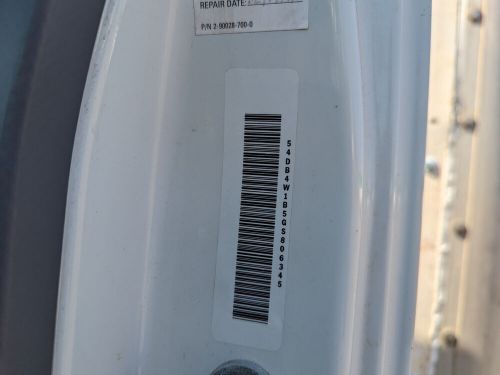 REPAIR DATE:
P/N 2-90028-700-0
54DB4W1B5GS806345